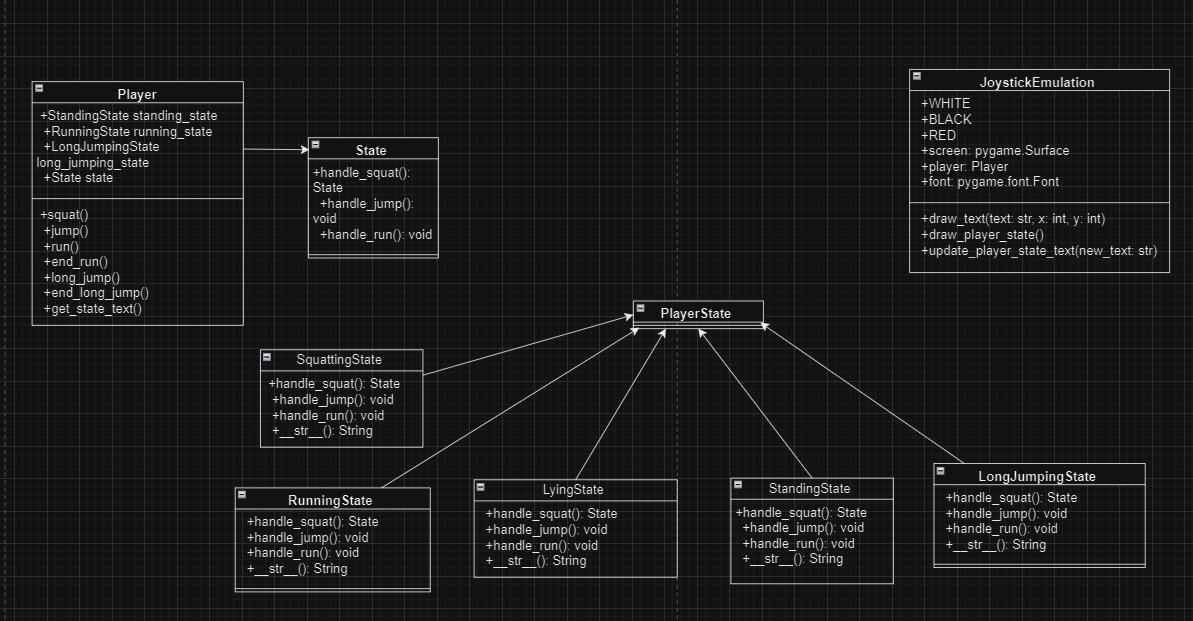 Player
+StandingState standing_state
+RunningState running_state
+LongJumpingState
long_jumping_state
+State state
+squat()
+jump()
+run()
+end_run()
+long_jump()
+end_long_jump()
+get_state_text()
State
+handle_squat():
State
+handle_jump():
void
+handle_run(): void
JoystickEmulation
+WHITE
+BLACK
+RED
+screen: pygame.Surface
+player: Player
+font: pygame.font.Font
+draw_text(text: str, x: int, y: int)
+draw_player_state()
+update_player_state_text(new_text: str)
PlayerState
SquattingState
+handle_squat(): State
+handle_jump(): void
+handle_run(): void
+__str__(): String
RunningState
+handle_squat(): State
+handle_jump(): void
+handle_run(): void
+__str__(): String
LyingState
+handle_squat(): State
+handle_jump(): void
+handle_run(): void
+__str__(): String
StandingState
+handle_squat(): State
+handle_jump(): void
+handle_run(): void
+__str__(): String
LongJumpingState
+handle_squat(): State
+handle_jump(): void
+handle_run(): void
+__str__(): String